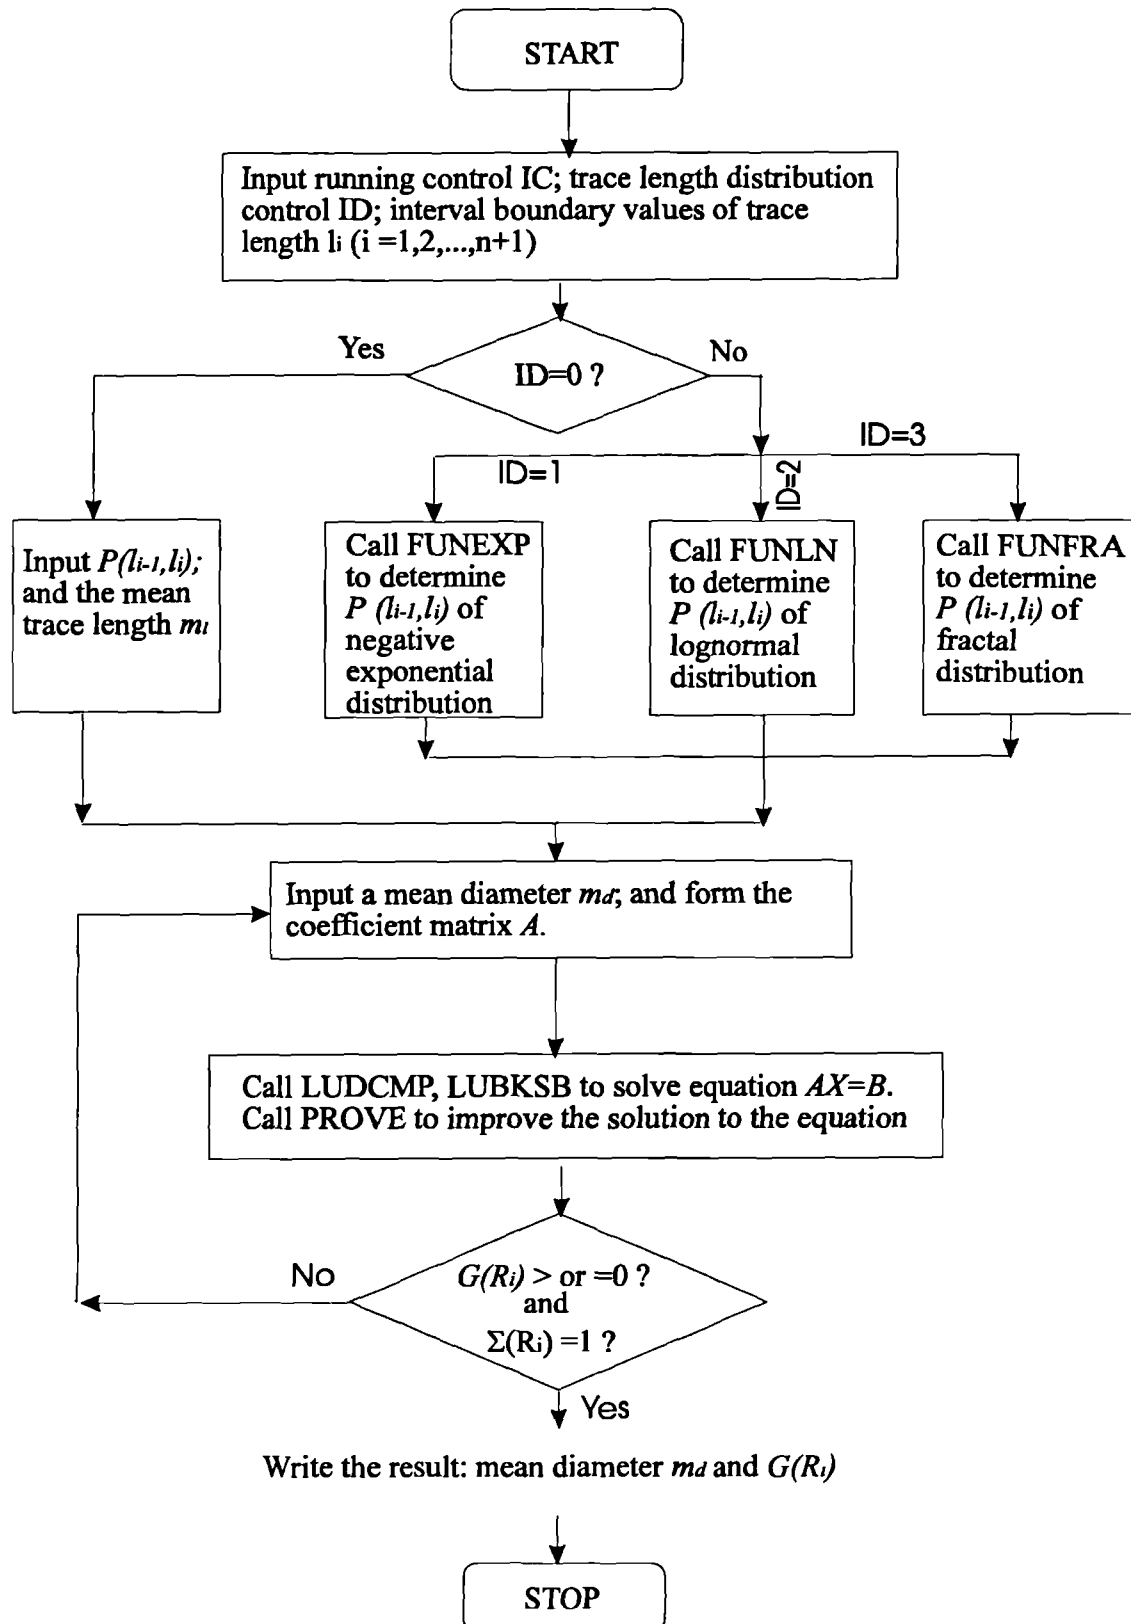 START
Input running control IC; trace length distribution
control ID; interval boundary values of trace
length li (i =1,2,...,n+1)
Yes
ID=0 ?
No
ID=1
ID=2
ID=3
Input P(li-1,li);
and the mean
trace length ml
Call FUNEXP
to determine
P (li-1,li) of
negative
exponential
distribution
Call FUNLN
to determine
P (li-1,li) of
lognormal
distribution
Call FUNFRA
to determine
P (li-1,li) of
fractal
distribution
Input a mean diameter md; and form the
coefficient matrix A.
Call LUDCMP, LUBKSB to solve equation AX=B.
Call PROVE to improve the solution to the equation
No
G(Ri) > or =0 ?
and
Σ(Ri) =1 ?
Yes
Write the result: mean diameter md and G(Ri)
STOP